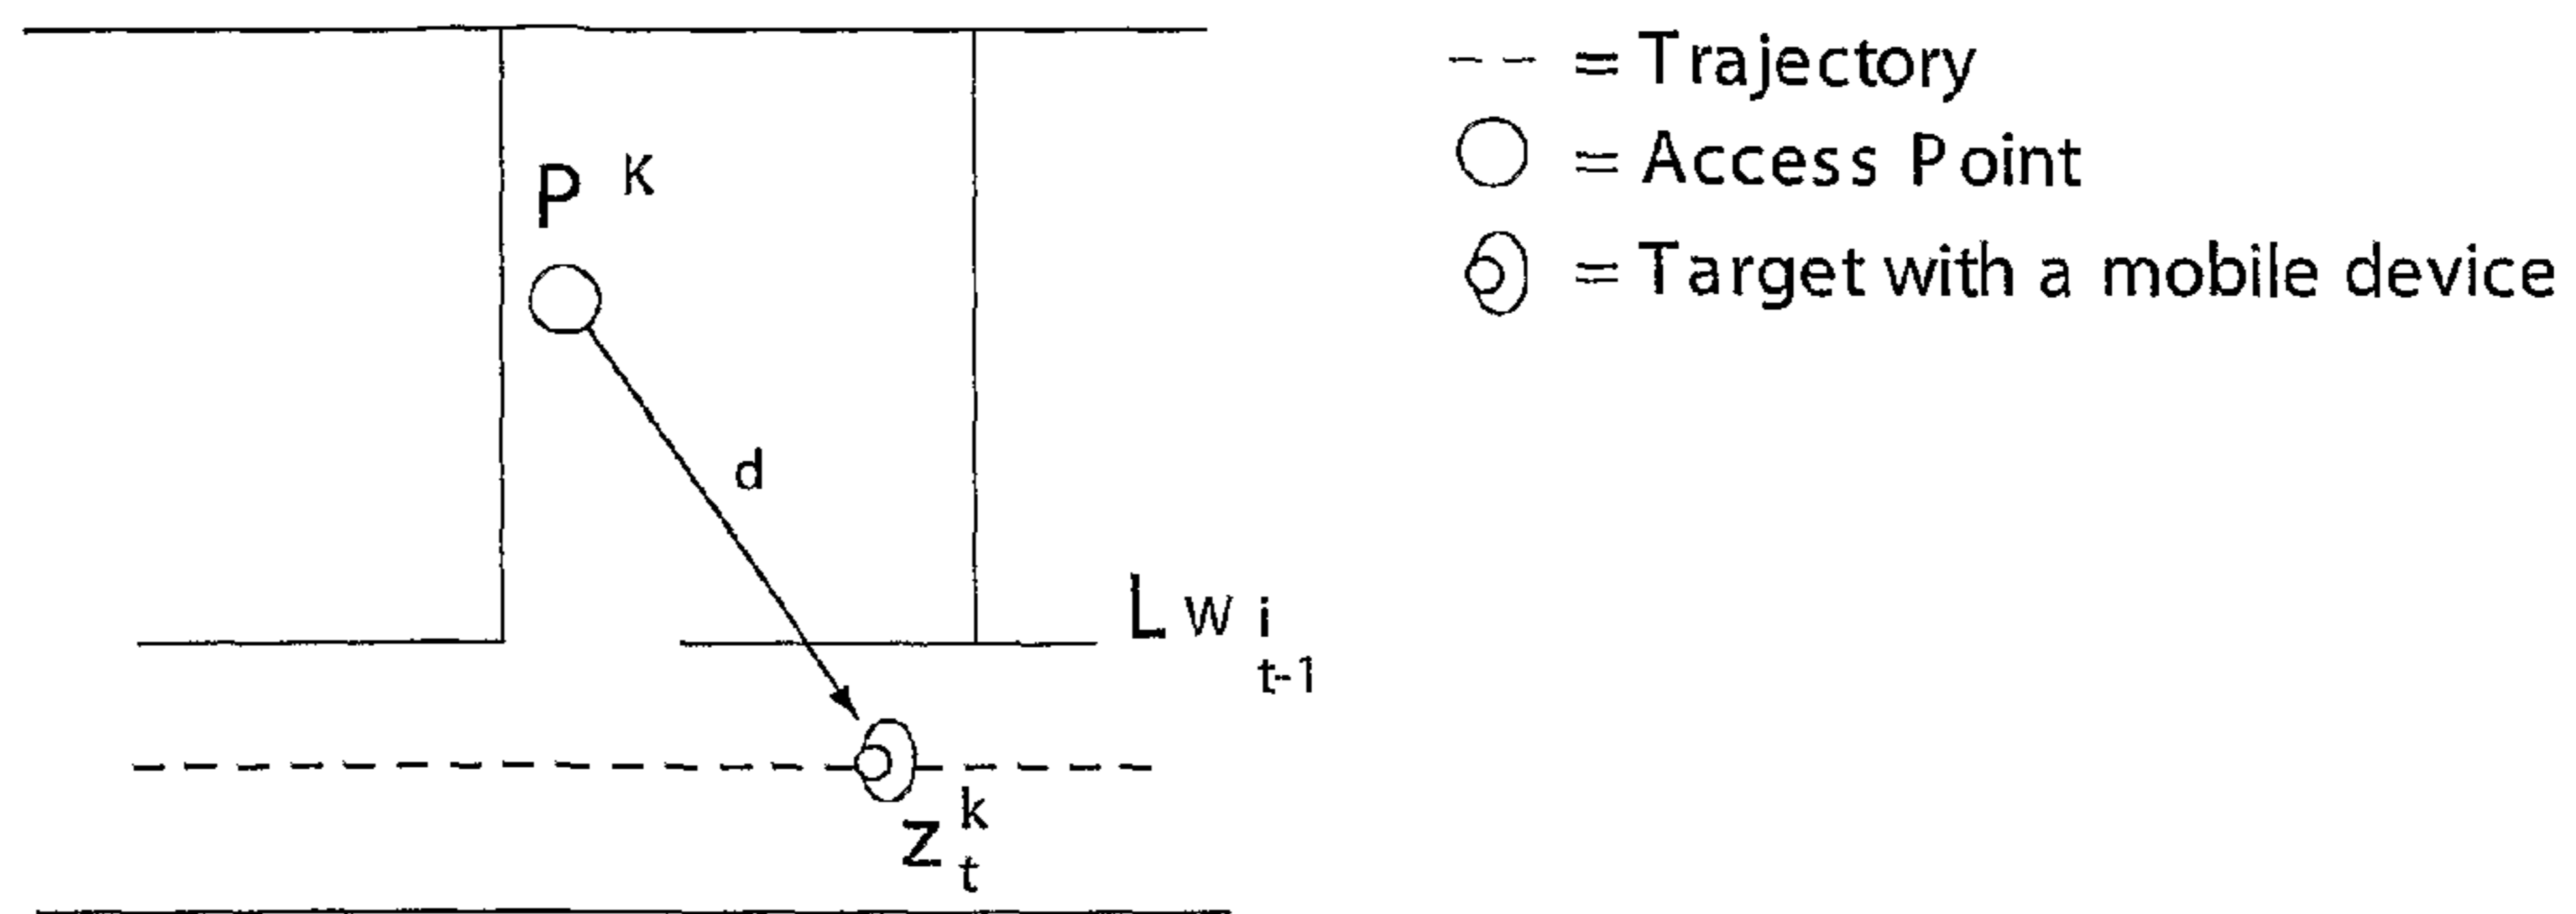 -- = Trajectory
= Access Point
= Target with a mobile device
P K
d
L W i
t-1
Z k
t